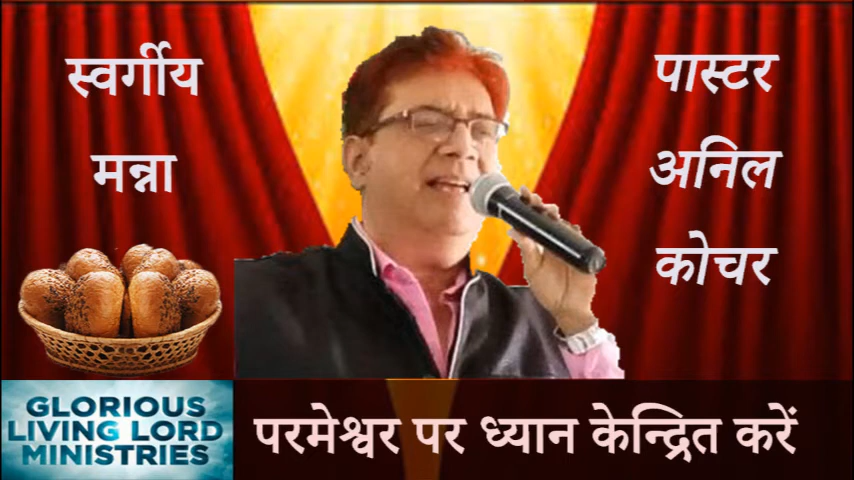 स्वर्गीय
मन्ना
पास्टर
अनिल
कोचर
GLORIOUS
LIVING LORD
MINISTRIES
परमेश्वर पर ध्यान केन्द्रित करें